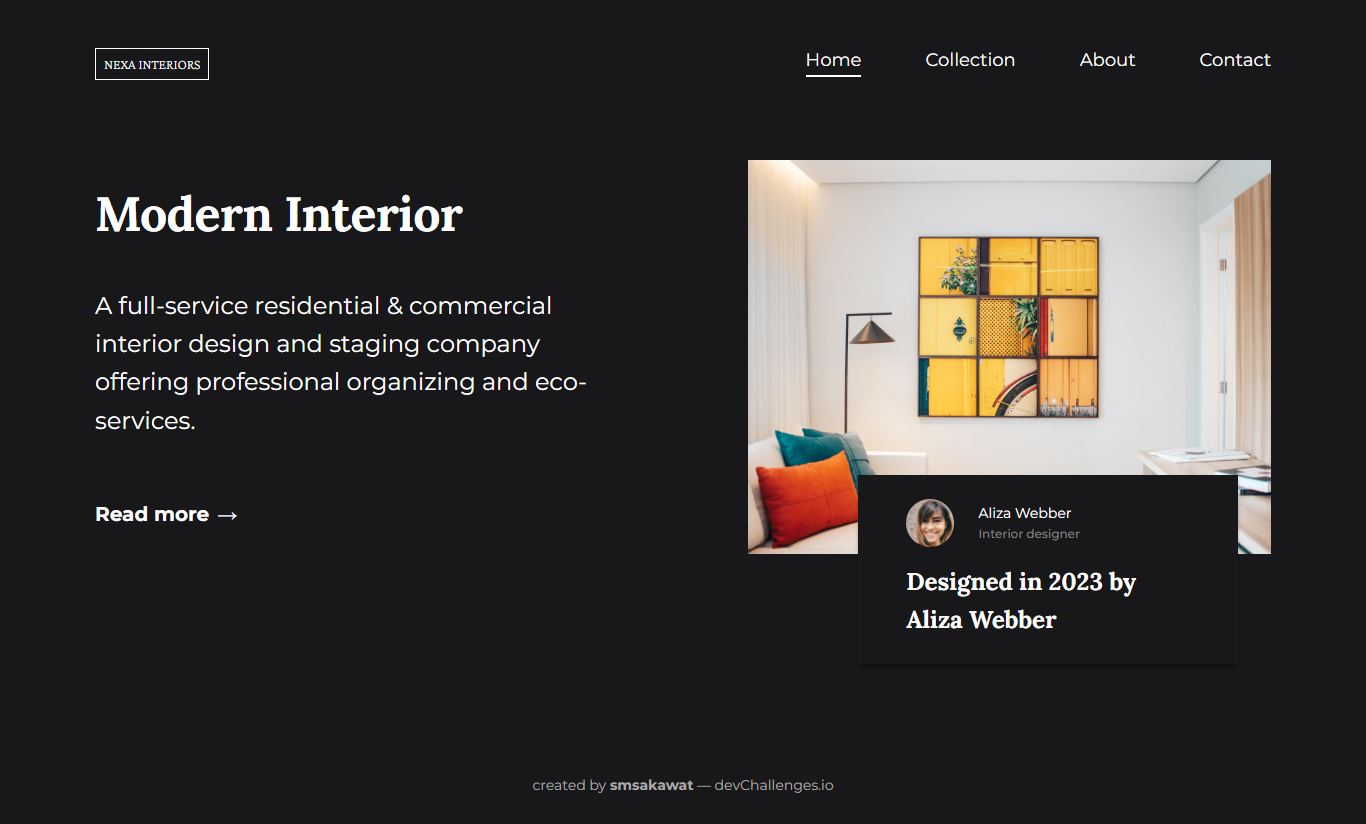 NEXA INTERIORS
Home Collection About Contact
Modern Interior
A full-service residential & commercial
interior design and staging company
offering professional organizing and eco-
services.
Read more →
Aliza Webber
Interior designer
Designed in 2023 by
Aliza Webber
created by smsakawat — devChallenges.io